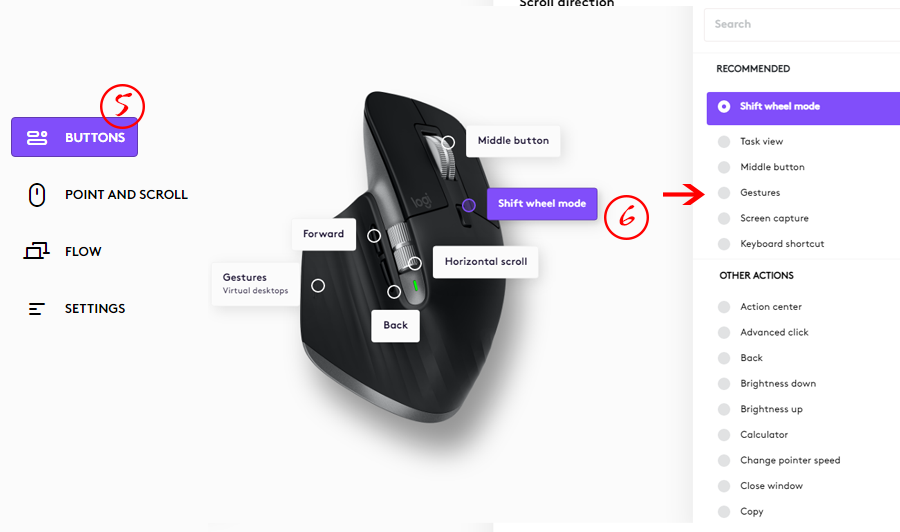 Scroll direction
5
BUTTONS
POINT AND SCROLL
FLOW
SETTINGS
logi
Middle button
Shift wheel mode
6
Forward
Horizontal scroll
Gestures
Virtual desktops
Back
Search
RECOMMENDED
Shift wheel mode
Task view
Middle button
Gestures
Screen capture
Keyboard shortcut
OTHER ACTIONS
Action center
Advanced click
Back
Brightness down
Brightness up
Calculator
Change pointer speed
Close window
Copy